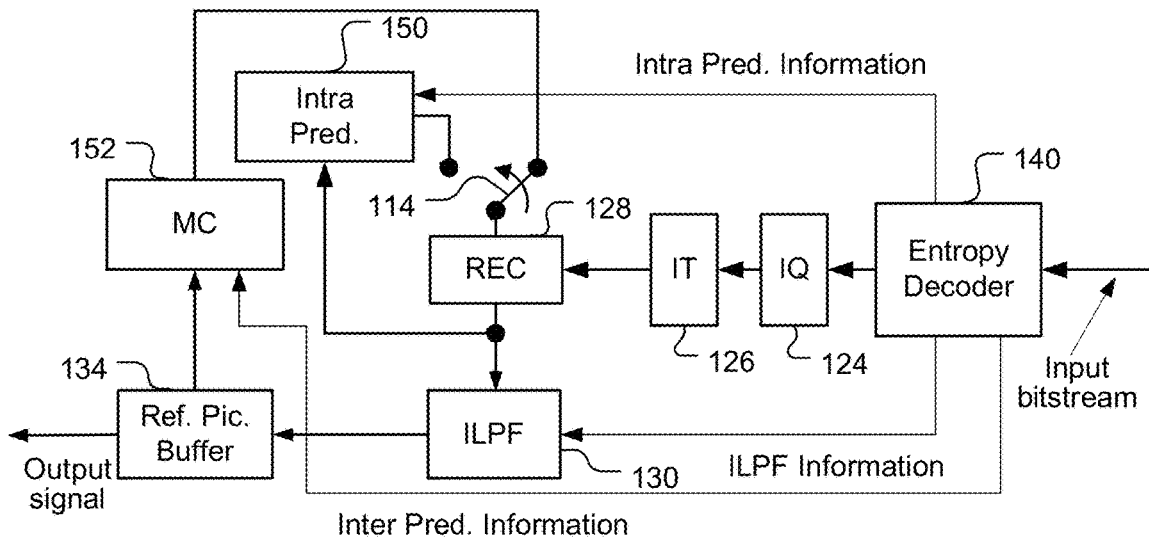 150
Intra Pred. Information
Intra
Pred.
152
140
114
128
MC
REC
IT
IQ
Entropy
Decoder
126
124
134
Input
bitstream
Ref. Pic.
Buffer
ILPF
Output
signal
130
ILPF Information
Inter Pred. Information